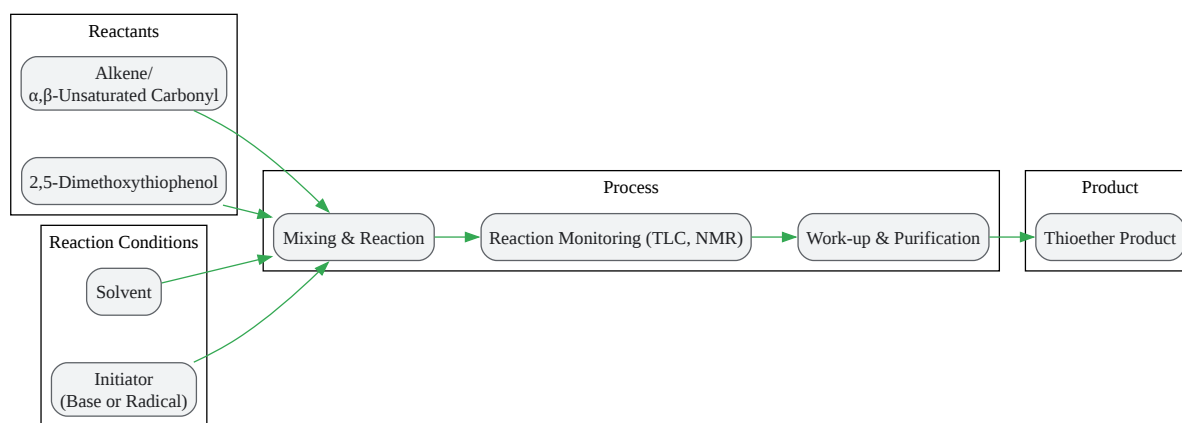 Reactants
Alkene/
α,β-Unsaturated Carbonyl
2,5-Dimethoxythiophenol
Reaction Conditions
Solvent
Initiator
(Base or Radical)
Process
Mixing & Reaction
Reaction Monitoring (TLC, NMR)
Work-up & Purification
Product
Thioether Product